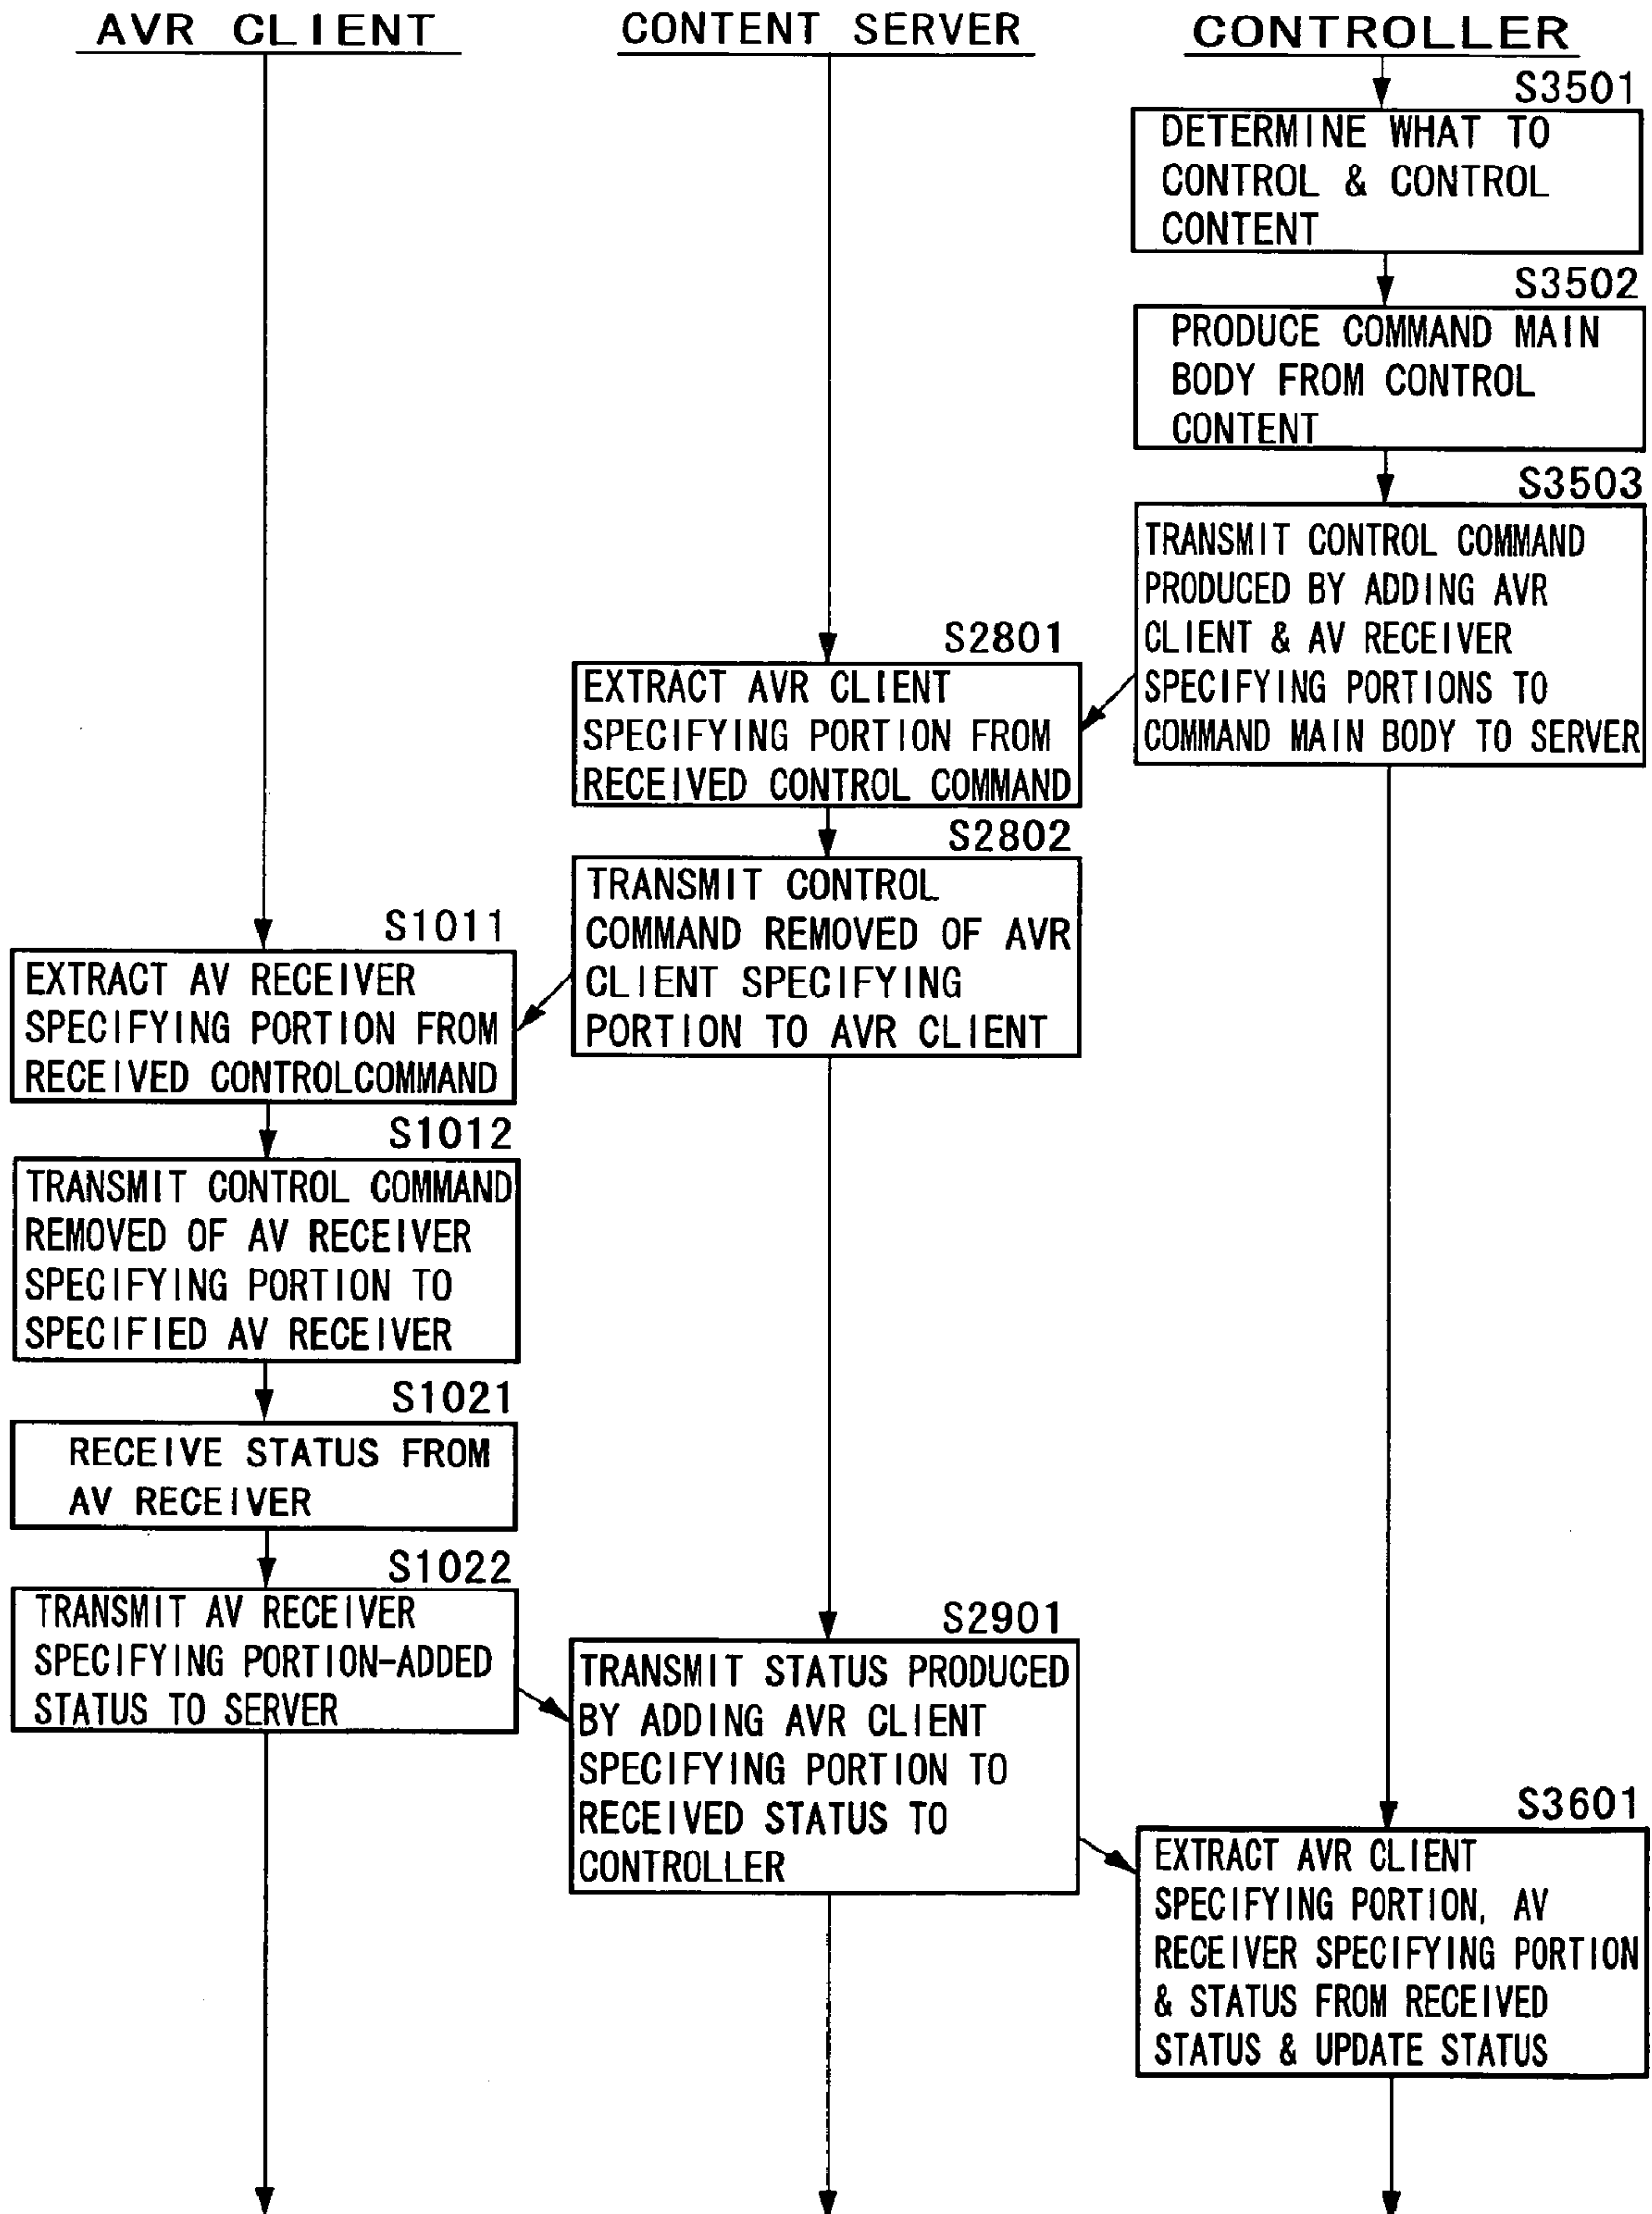 AVR CLIENT
CONTENT SERVER
CONTROLLER
S3501
DETERMINE WHAT TO
CONTROL & CONTROL
CONTENT
S3502
PRODUCE COMMAND MAIN
BODY FROM CONTROL
CONTENT
S3503
TRANSMIT CONTROL COMMAND
PRODUCED BY ADDING AVR
CLIENT & AV RECEIVER
SPECIFYING PORTIONS TO
COMMAND MAIN BODY TO SERVER
S2801
EXTRACT AVR CLIENT
SPECIFYING PORTION FROM
RECEIVED CONTROL COMMAND
S2802
TRANSMIT CONTROL
COMMAND REMOVED OF AVR
CLIENT SPECIFYING
PORTION TO AVR CLIENT
S1011
EXTRACT AV RECEIVER
SPECIFYING PORTION FROM
RECEIVED CONTROLCOMMAND
S1012
TRANSMIT CONTROL COMMAND
REMOVED OF AV RECEIVER
SPECIFYING PORTION TO
SPECIFIED AV RECEIVER
S1021
RECEIVE STATUS FROM
AV RECEIVER
S1022
TRANSMIT AV RECEIVER
SPECIFYING PORTION-ADDED
STATUS TO SERVER
S2901
TRANSMIT STATUS PRODUCED
BY ADDING AVR CLIENT
SPECIFYING PORTION TO
RECEIVED STATUS TO
CONTROLLER
S3601
EXTRACT AVR CLIENT
SPECIFYING PORTION, AV
RECEIVER SPECIFYING PORTION
& STATUS FROM RECEIVED
STATUS & UPDATE STATUS